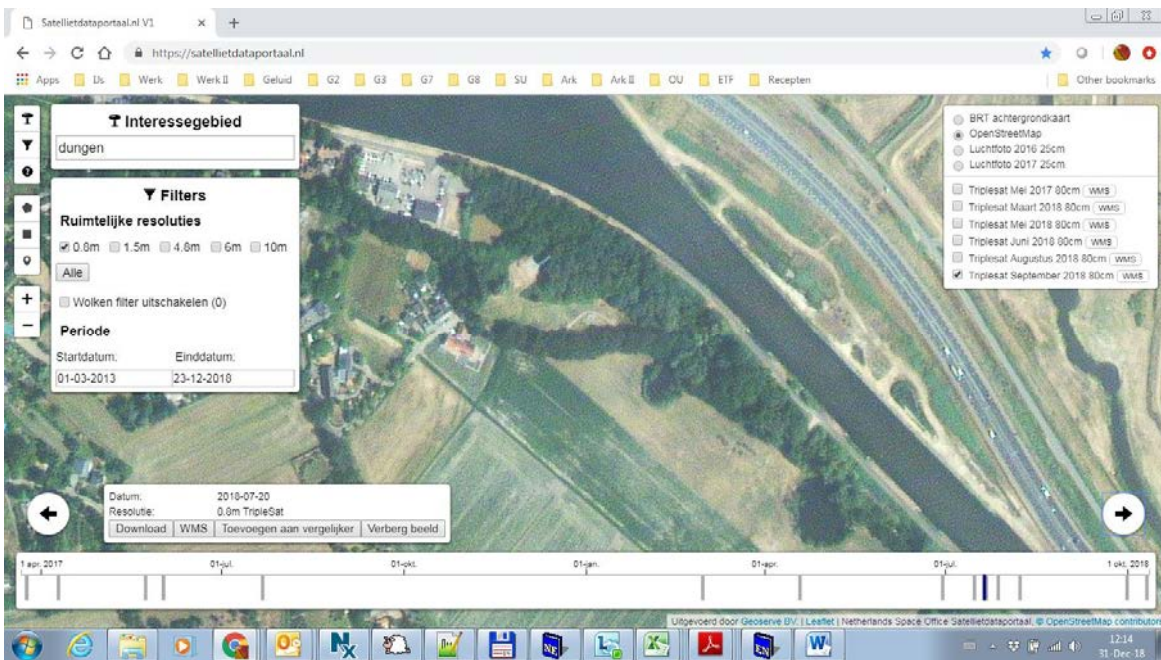 Satellietdataportaal.nl V1
https://satellietdataportaal.nl
Apps IJs Werk Werk II Geluid G2 G3 G7 G8 SU Ark Ark II OU ETF Recepten Other bookmarks
Interessegebied
dungen
Filters
Ruimtelijke resoluties
0.8m 1.5m 4.8m 6m 10m
Alle
Wolken filter uitschakelen (0)
Periode
Startdatum: Einddatum:
01-03-2013 23-12-2018
BRT achtergrondkaart
OpenStreetMap
Luchtfoto 2016 25cm
Luchtfoto 2017 25cm
Triplesat Mei 2017 80cm WMS
Triplesat Maart 2018 80cm WMS
Triplesat Mei 2018 80cm WMS
Triplesat Juni 2018 80cm WMS
Triplesat Augustus 2018 80cm WMS
Triplesat September 2018 80cm WMS
Datum: 2018-07-20
Resolutie: 0.8m TripleSat
Download WMS Toevoegen aan vergelijker Verberg beeld
1 apr. 2017 01-jul. 01-okt. 01-jan. 01-apr. 01-jul. 1 okt. 2018
Uitgevoerd door Geoserve BV. | Leaflet | Netherlands Space Office Satellietdataportaal, © OpenStreetMap contributors
12:14
31-Dec-18